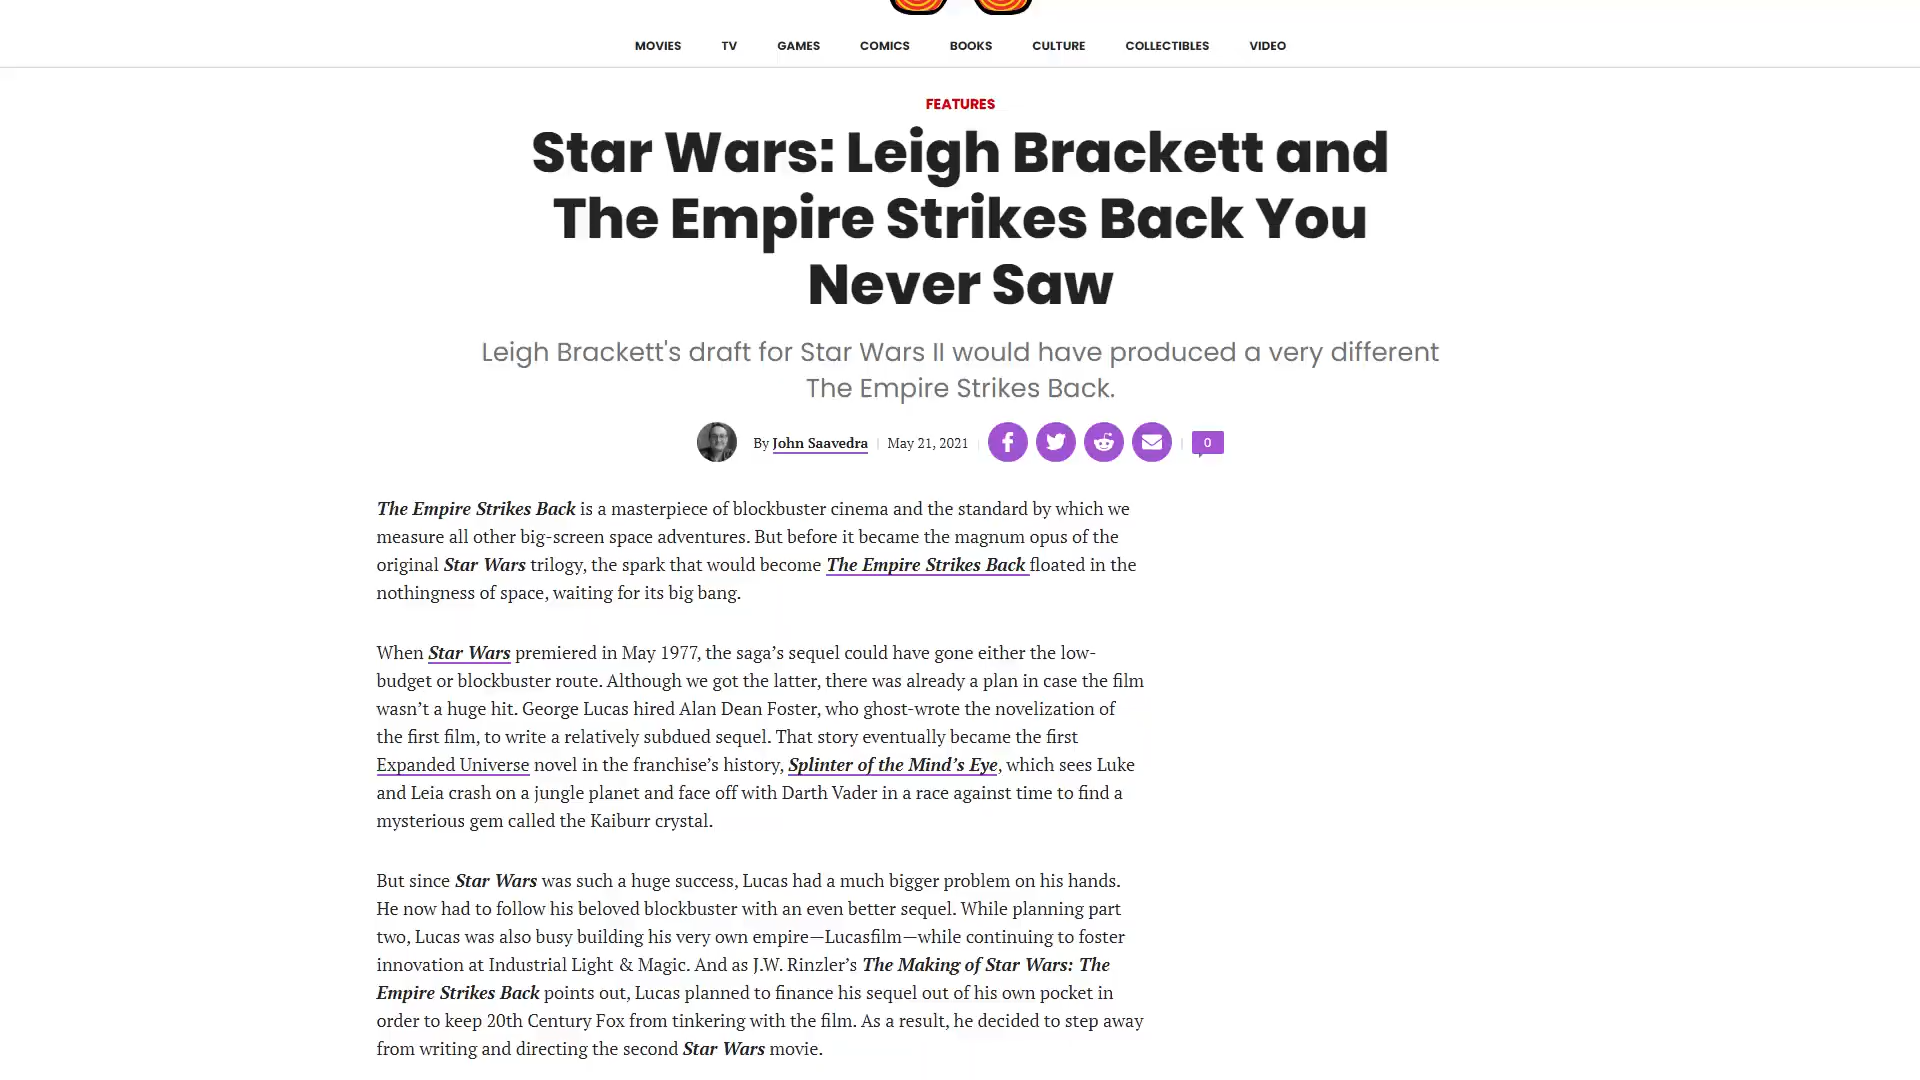 MOVIES TV GAMES COMICS BOOKS CULTURE COLLECTIBLES VIDEO
FEATURES
Star Wars: Leigh Brackett and
The Empire Strikes Back You
Never Saw
Leigh Brackett's draft for Star Wars II would have produced a very different
The Empire Strikes Back.
By John Saavedra | May 21, 2021 | | 0
The Empire Strikes Back is a masterpiece of blockbuster cinema and the standard by which we
measure all other big-screen space adventures. But before it became the magnum opus of the
original Star Wars trilogy, the spark that would become The Empire Strikes Back floated in the
nothingness of space, waiting for its big bang.
When Star Wars premiered in May 1977, the saga’s sequel could have gone either the low-
budget or blockbuster route. Although we got the latter, there was already a plan in case the film
wasn’t a huge hit. George Lucas hired Alan Dean Foster, who ghost-wrote the novelization of
the first film, to write a relatively subdued sequel. That story eventually became the first
Expanded Universe novel in the franchise’s history, Splinter of the Mind’s Eye, which sees Luke
and Leia crash on a jungle planet and face off with Darth Vader in a race against time to find a
mysterious gem called the Kaiburr crystal.
But since Star Wars was such a huge success, Lucas had a much bigger problem on his hands.
He now had to follow his beloved blockbuster with an even better sequel. While planning part
two, Lucas was also busy building his very own empire—Lucasfilm—while continuing to foster
innovation at Industrial Light & Magic. And as J.W. Rinzler’s The Making of Star Wars: The
Empire Strikes Back points out, Lucas planned to finance his sequel out of his own pocket in
order to keep 20th Century Fox from tinkering with the film. As a result, he decided to step away
from writing and directing the second Star Wars movie.